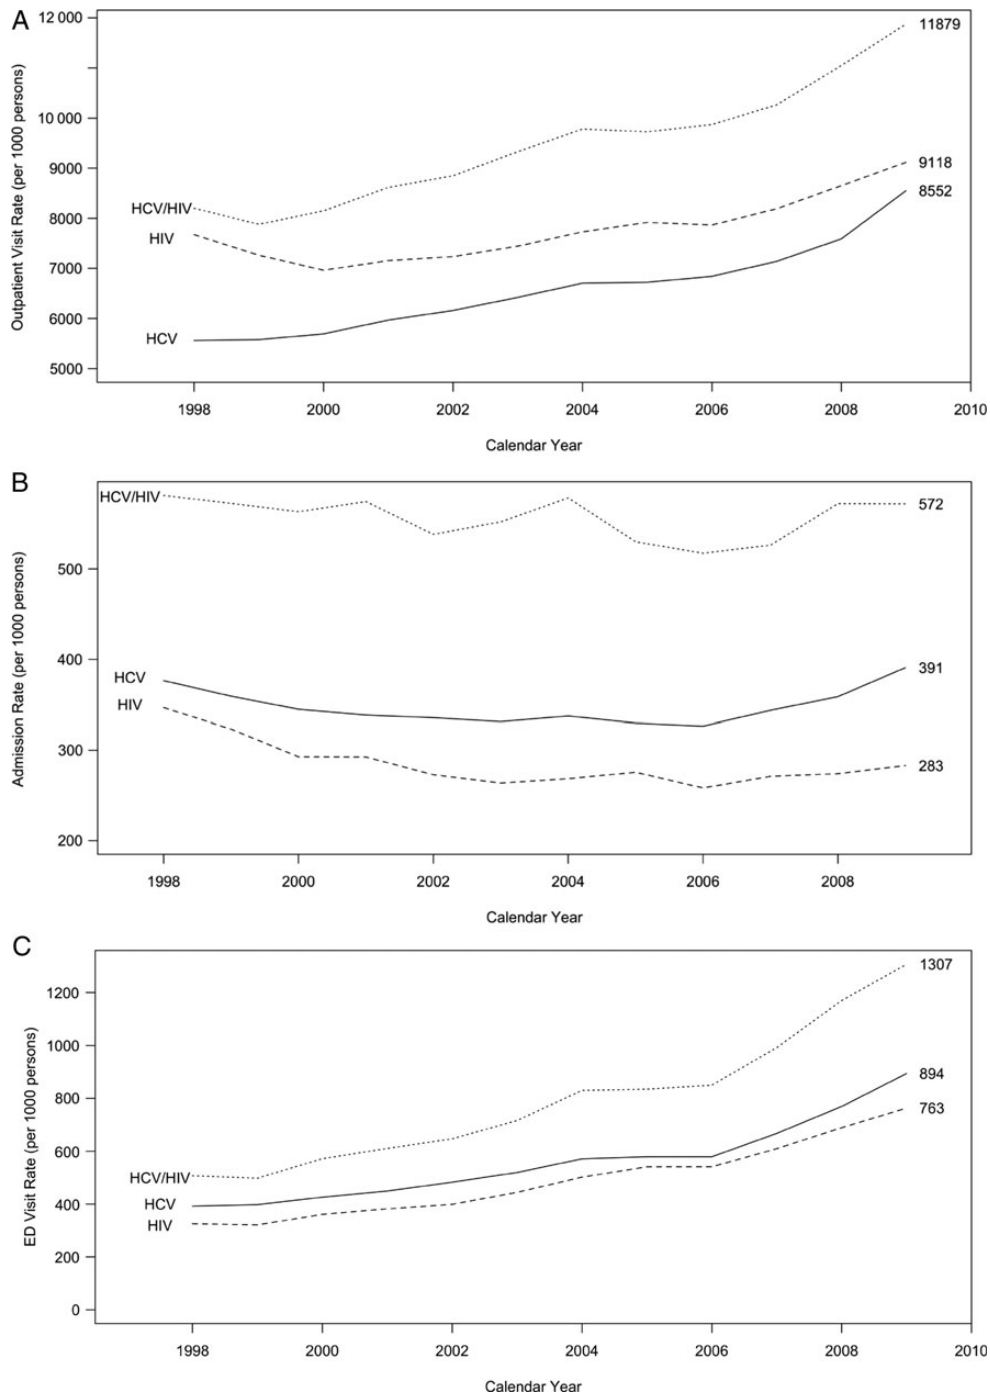 A
Outpatient Visit Rate (per 1000 persons)
12 000
10 000
9000
8000
7000
6000
5000
HCV/HIV
HIV
HCV
11879
9118
8552
1998 2000 2002 2004 2006 2008 2010
Calendar Year
B
Admission Rate (per 1000 persons)
500
400
300
200
HCV/HIV
HCV
HIV
572
391
283
1998 2000 2002 2004 2006 2008
Calendar Year
C
ED Visit Rate (per 1000 persons)
1200
1000
800
600
400
200
0
HCV/HIV
HCV
HIV
1307
894
763
1998 2000 2002 2004 2006 2008 2010
Calendar Year